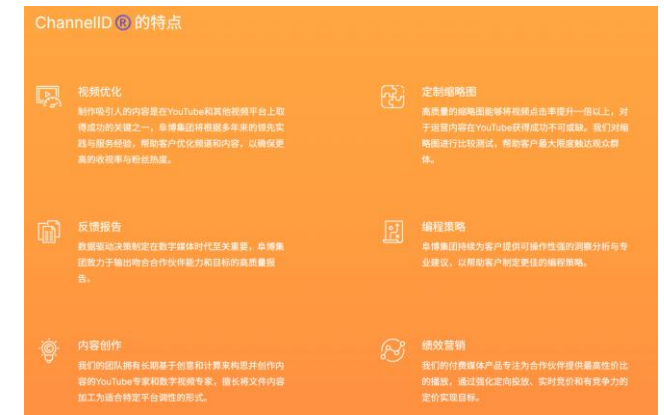 ChannelID®的特点
视频优化
制作吸引人的内容是在YouTube和其他视频平台上取
得成功的关键之一，阜博集团将根据多年来的领先实
践与服务经验，帮助客户优化频道和内容，以确保更
高的收视率与粉丝热度。
定制缩略图
高质量的缩略图能够将视频点击率提升一倍以上，对
于运营内容在YouTube获得成功不可或缺。我们对缩
略图进行比较测试，帮助客户最大限度触达观众群
体。
反馈报告
数据驱动决策制定在数字媒体时代至关重要，阜博集
团致力于输出吻合合作伙伴能力和目标的高质量报
告。
编程策略
阜博集团持续为客户提供可操作性强的洞察分析与专
业建议，以帮助客户制定更佳的编程策略。
内容创作
我们的团队拥有长期基于创意和计算来构思并创作内
容的YouTube专家和数字视频专家，擅长将文件内容
加工为适合特定平台调性的形式。
绩效营销
我们的付费媒体产品专注为合作伙伴提供最高性价比
的播放，通过强化定向投放、实时竞价和有竞争力的
定价实现目标。